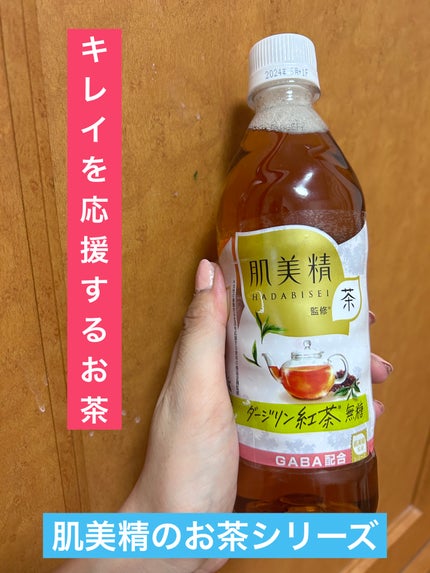 キレイを応援するお茶
肌美精
HADABISEI
監修
茶
ダージリン紅茶
無糖
GABA配合
肌美精のお茶シリーズ